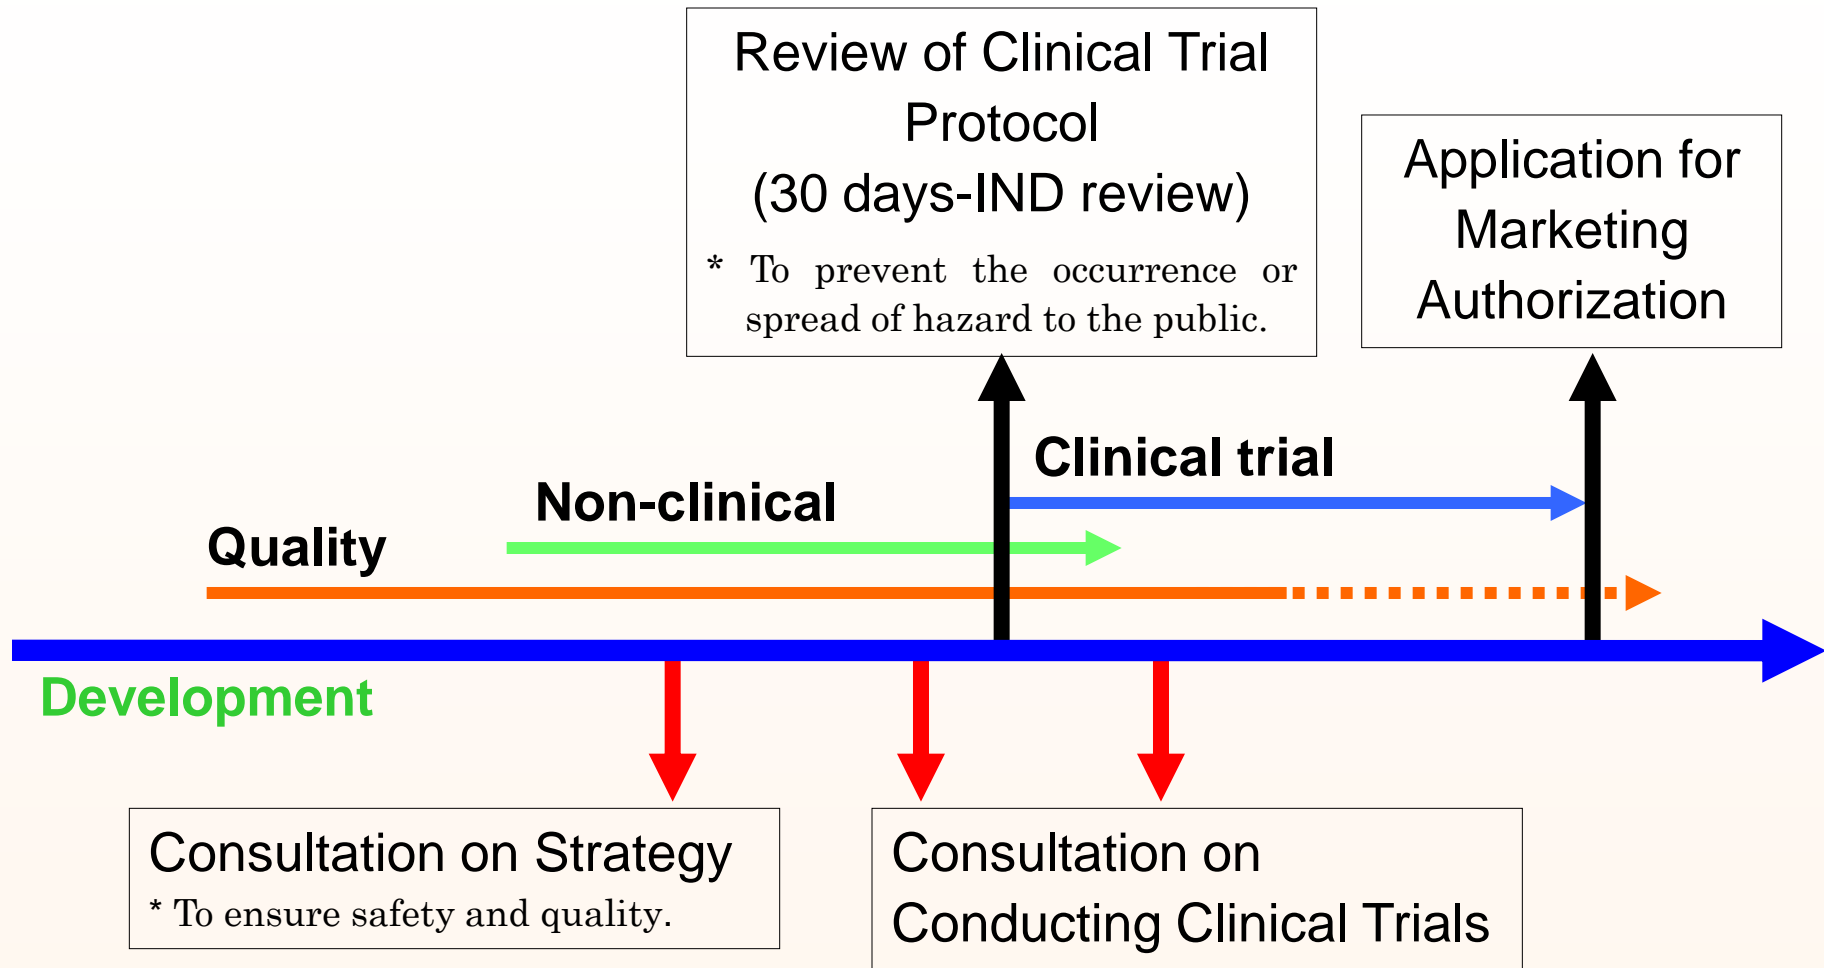 Review of Clinical Trial
Protocol
(30 days-IND review)
* To prevent the occurrence or
spread of hazard to the public.
Application for
Marketing
Authorization
Clinical trial
Non-clinical
Quality
Development
Consultation on Strategy
* To ensure safety and quality.
Consultation on
Conducting Clinical Trials